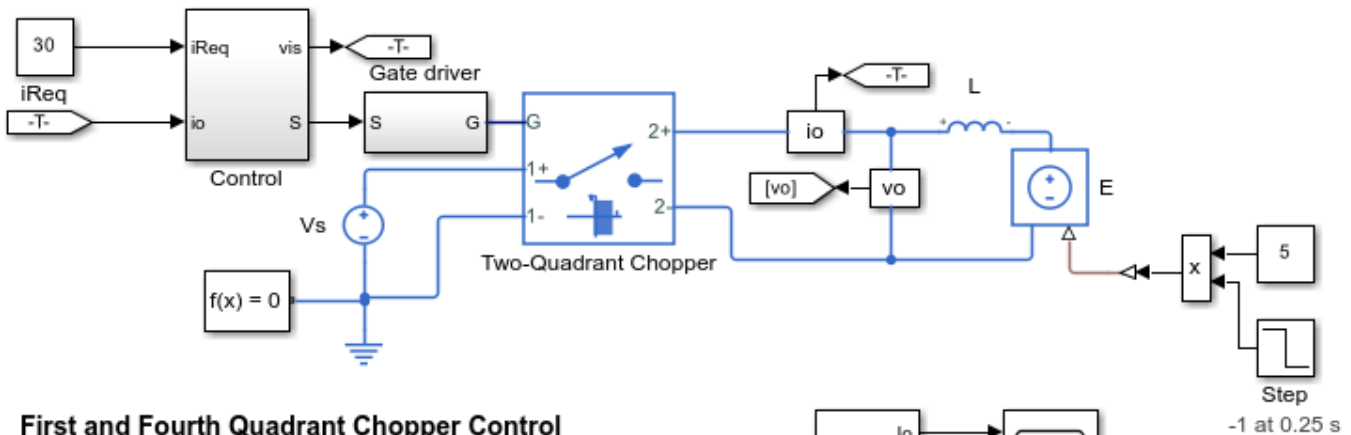 30
iReq
-T-
iReq
vis
io
S
Control
-T-
Gate driver
S
G
G
1+
1-
2+
2-
Two-Quadrant Chopper
Vs
f(x) = 0
-T-
io
L
+
-
[vo]
vo
E
x
5
Step
-1 at 0.25 s
First and Fourth Quadrant Chopper Control
Io